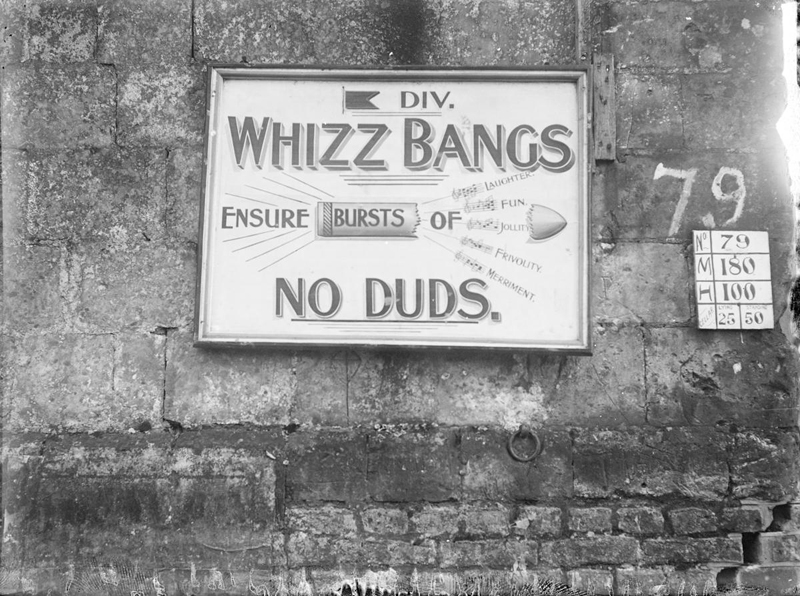 DIV.
WHIZZ BANGS
ENSURE BURSTS OF
LAUGHTER.
FUN.
JOLLITY
FRIVOLITY.
MERRIMENT.
NO DUDS.
79
No. 79
M 180
H 100
25 50